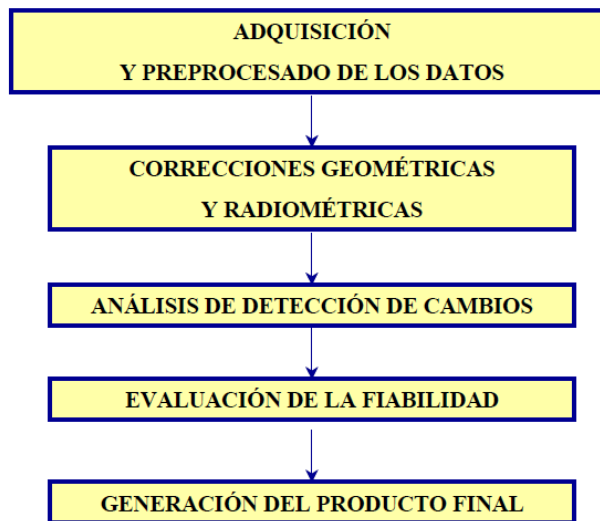 ADQUISICIÓN
Y PREPROCESADO DE LOS DATOS
CORRECCIONES GEOMÉTRICAS
Y RADIOMÉTRICAS
ANÁLISIS DE DETECCIÓN DE CAMBIOS
EVALUACIÓN DE LA FIABILIDAD
GENERACIÓN DEL PRODUCTO FINAL